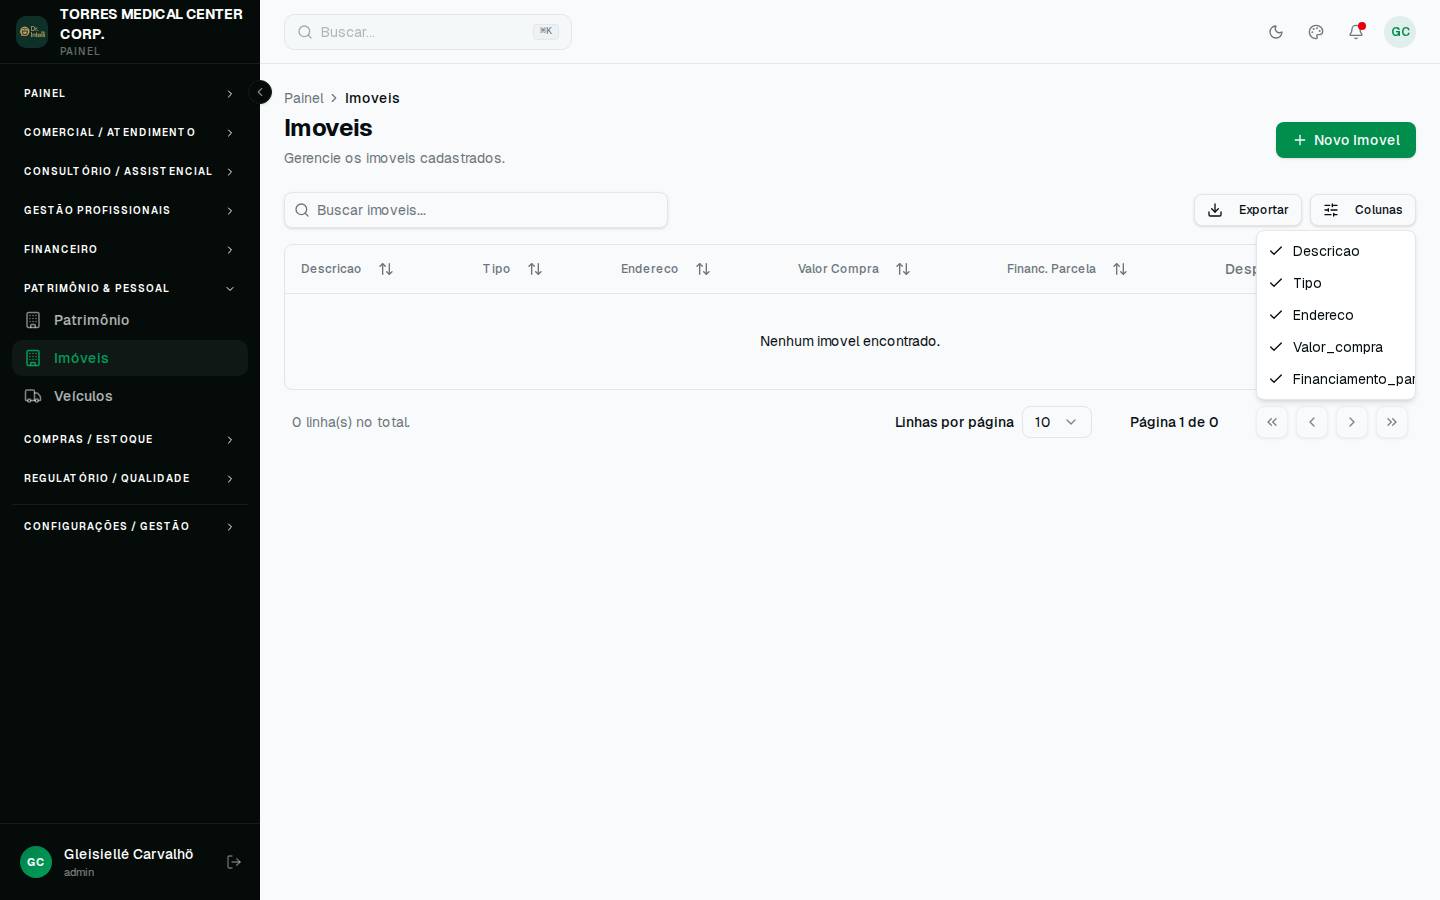 TORRES MEDICAL CENTER
CORP.
PAINEL
Buscar...
⌘K
GC
PAINEL
COMERCIAL / ATENDIMENTO
CONSULTÓRIO / ASSISTENCIAL
GESTÃO PROFISSIONAIS
FINANCEIRO
PATRIMÔNIO & PESSOAL
Patrimônio
Imóveis
Veículos
COMPRAS / ESTOQUE
REGULATÓRIO / QUALIDADE
CONFIGURAÇÕES / GESTÃO
GC
Gleisiellé Carvalhö
admin
Painel
Imoveis
Imoveis
Gerencie os imoveis cadastrados.
Novo Imovel
Buscar imoveis...
Exportar
Colunas
Descricao
Tipo
Endereco
Valor Compra
Financ. Parcela
Desp
Descricao
Tipo
Endereco
Valor_compra
Financiamento_par
Nenhum imovel encontrado.
0 linha(s) no total.
Linhas por página
10
Página 1 de 0